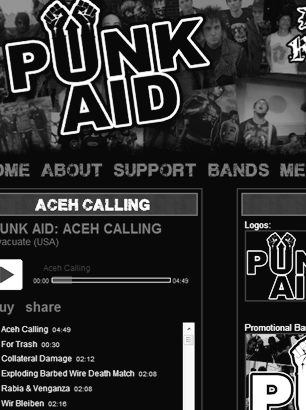 PUNK
AID
OME ABOUT SUPPORT BANDS ME
ACEH CALLING
UNK AID: ACEH CALLING
vacuate (USA)
Aceh Calling
00:00 04:49
uy share
Aceh Calling 04:49
For Trash 00:30
Collateral Damage 02:12
Exploding Barbed Wire Death Match 02:08
Rabia & Venganza 02:08
Wir Bleiben 02:16
Logos:
PUN
AI
Promotional Ba